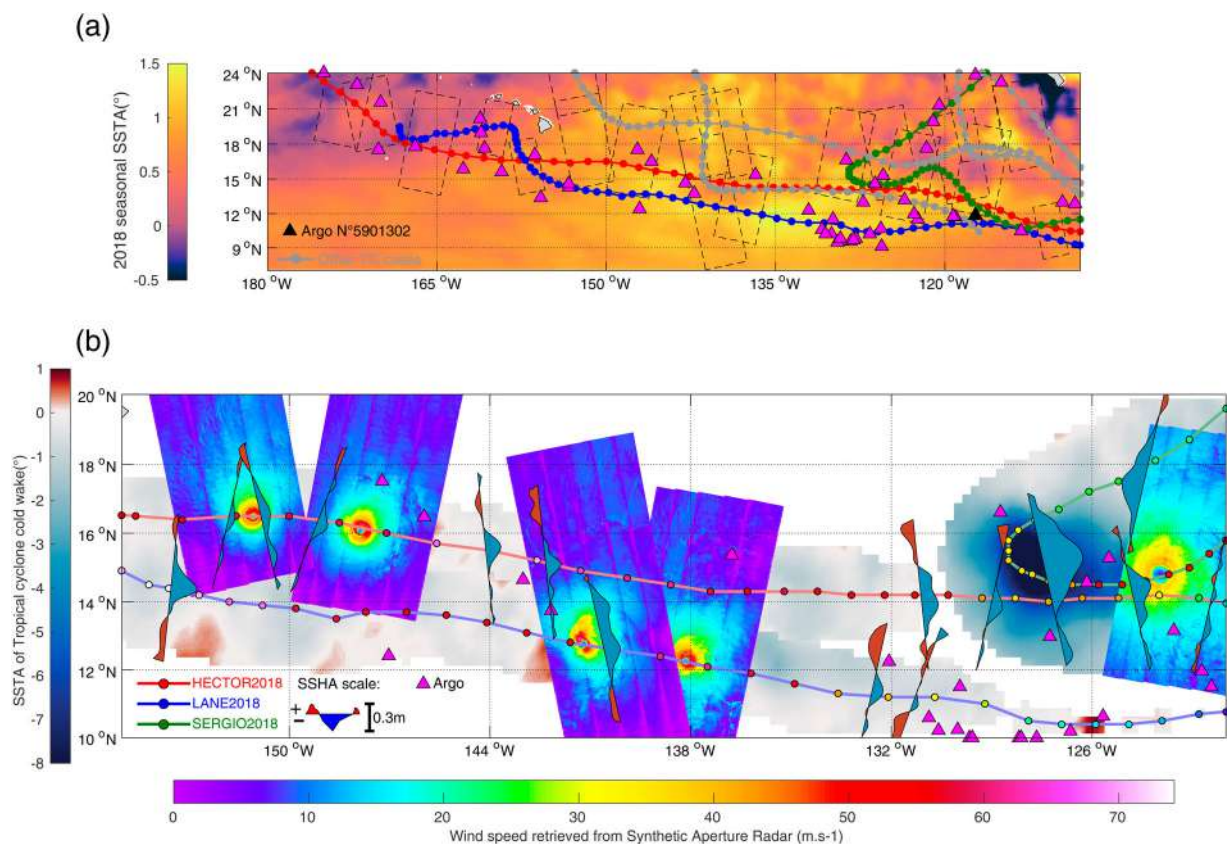 (a)
2018 seasonal SSTA(°)
1.5
1
0.5
0
-0.5
24 °N
21 °N
18 °N
15 °N
12 °N
9 °N
Argo N°5901302
180 °W
165 °W
150 °W
135 °W
120 °W
(b)
SSTA of Tropical cyclone cold wake(°)
1
0
-1
-2
-3
-4
-5
-6
-7
-8
20 °N
18 °N
16 °N
14 °N
12 °N
10 °N
HECTOR2018
LANE2018
SERGIO2018
SSHA scale:
+
−
0.3m
Argo
150 °W
144 °W
138 °W
132 °W
126 °W
0 10 20 30 40 50 60 70
Wind speed retrieved from Synthetic Aperture Radar (m.s-1)